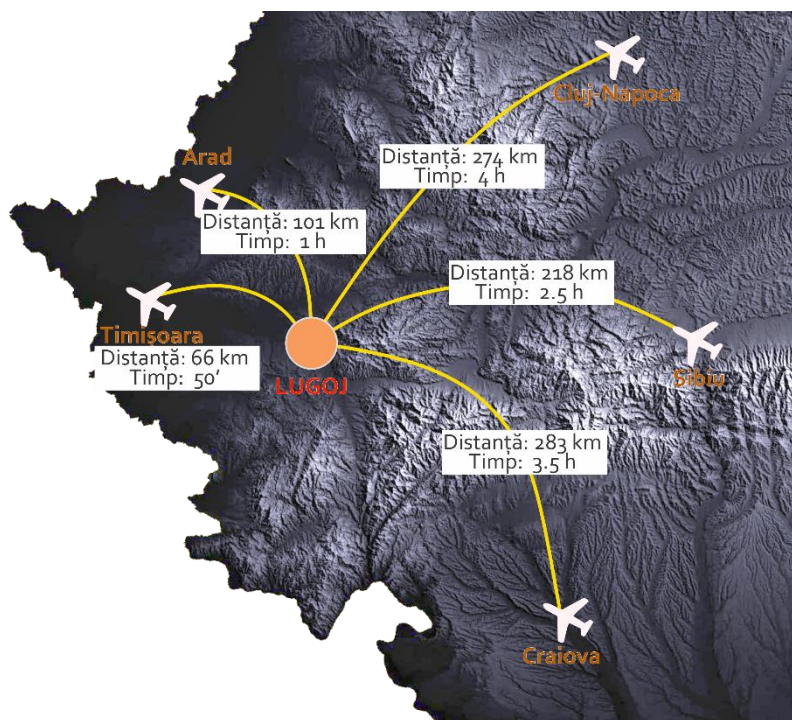 Cluj-Napoca
Distanță: 274 km
Timp: 4 h
Arad
Distanță: 101 km
Timp: 1 h
Distanță: 218 km
Timp: 2.5 h
Timișoara
Distanță: 66 km
Timp: 50’
LUGOJ
Sibiu
Distanță: 283 km
Timp: 3.5 h
Craiova